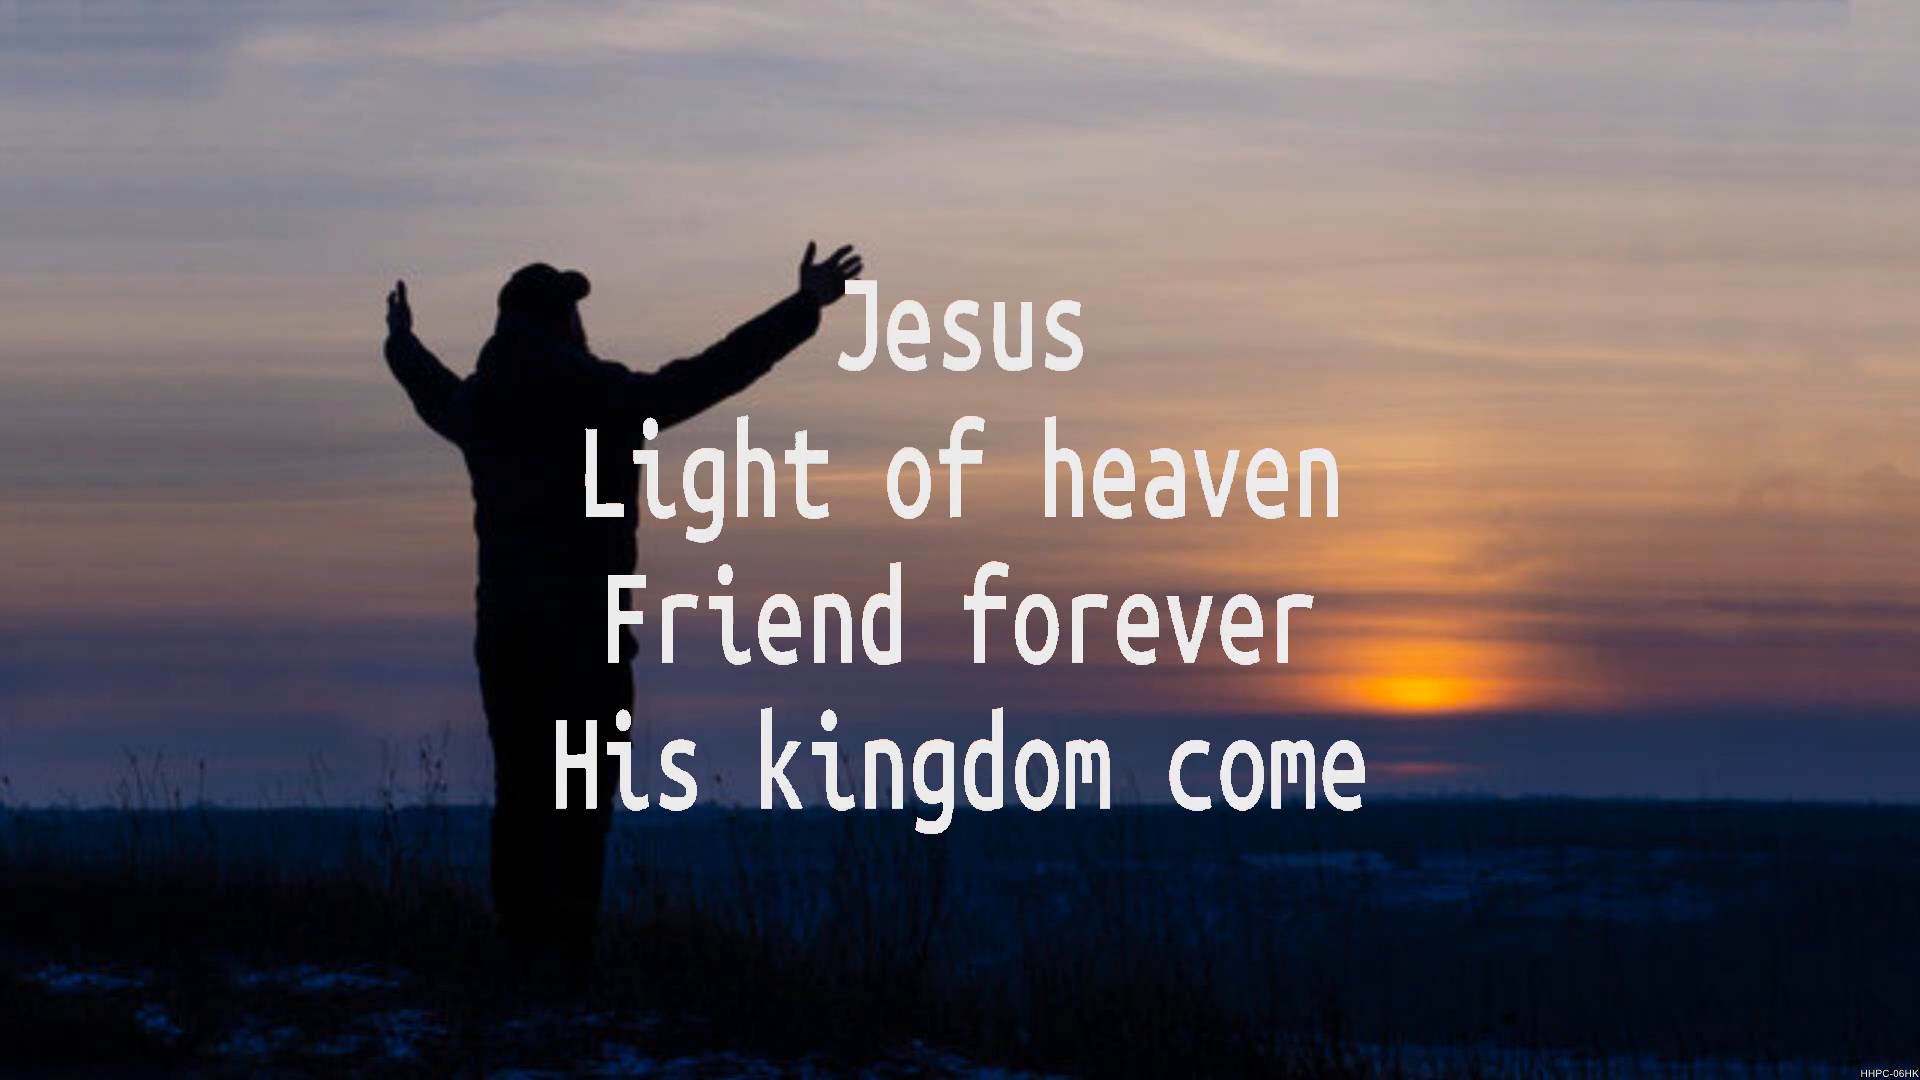 Jesus
Light of heaven
Friend forever
His kingdom come
HHPC-06HK